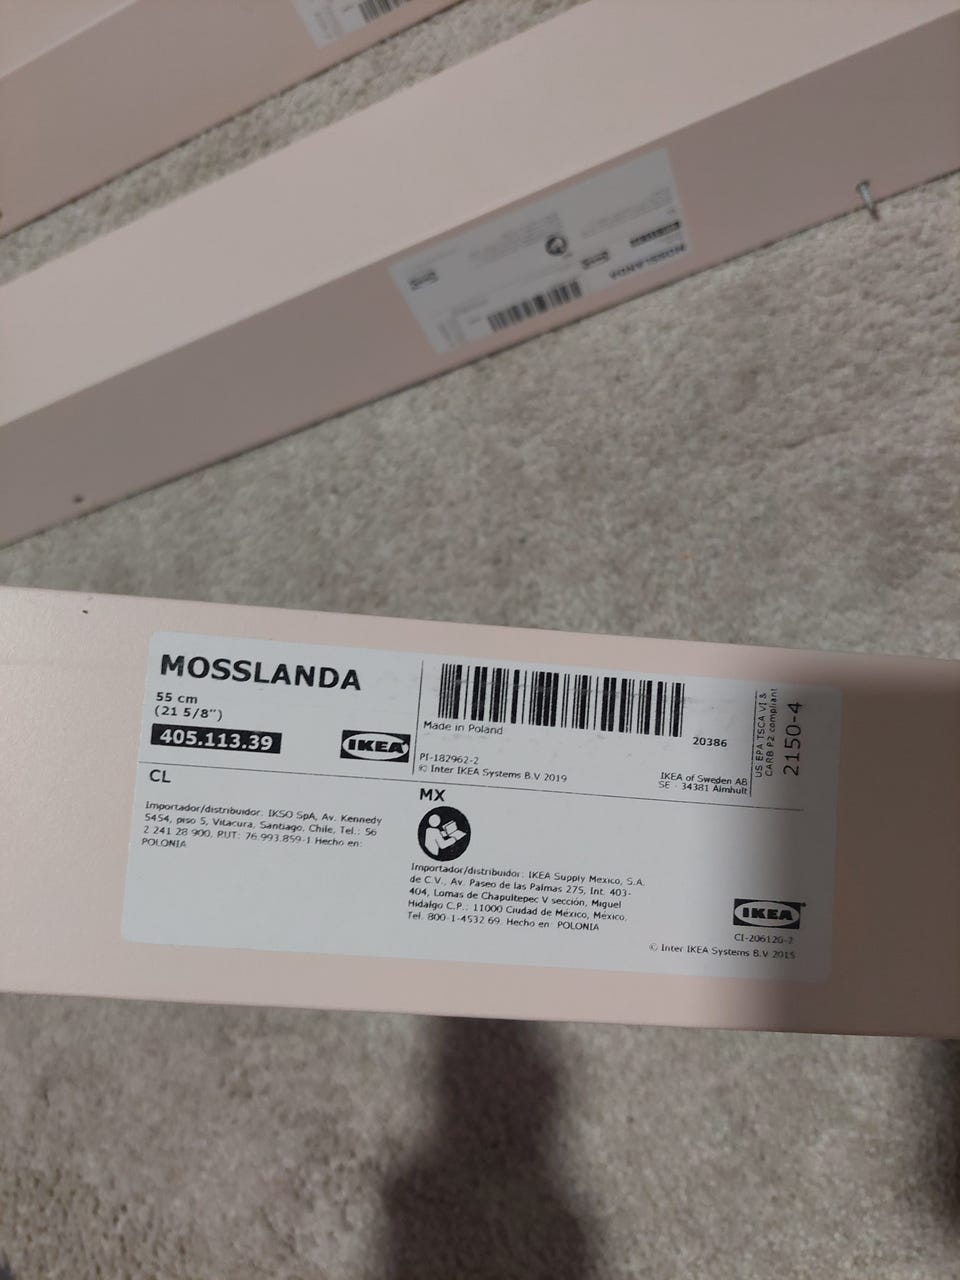 MOSSLANDA
MOSSLANDA
55 cm
(21 5/8")
405.113.39
IKEA
Made in Poland
20386
PI-182962-2
© Inter IKEA Systems B.V 2019
IKEA of Sweden AB
SE - 34381 Älmhult
US EPA TSCA VI &
CARB P2 compliant
2150-4
CL
Importador/distribuidor: IKSO SpA, Av. Kennedy
5454, piso 5, Vitacura, Santiago, Chile, Tel.: 56
2 241 28 900, RUT: 76.993.859-1 Hecho en:
POLONIA
MX
Importador/distribuidor: IKEA Supply Mexico, S.A.
de C.V., Av. Paseo de las Palmas 275, Int. 403-
404, Lomas de Chapultepec V sección, Miguel
Hidalgo C.P.: 11000 Ciudad de México, México,
Tel. 800-1-4532 69. Hecho en: POLONIA
IKEA
CI-206120-2
© Inter IKEA Systems B.V 2015